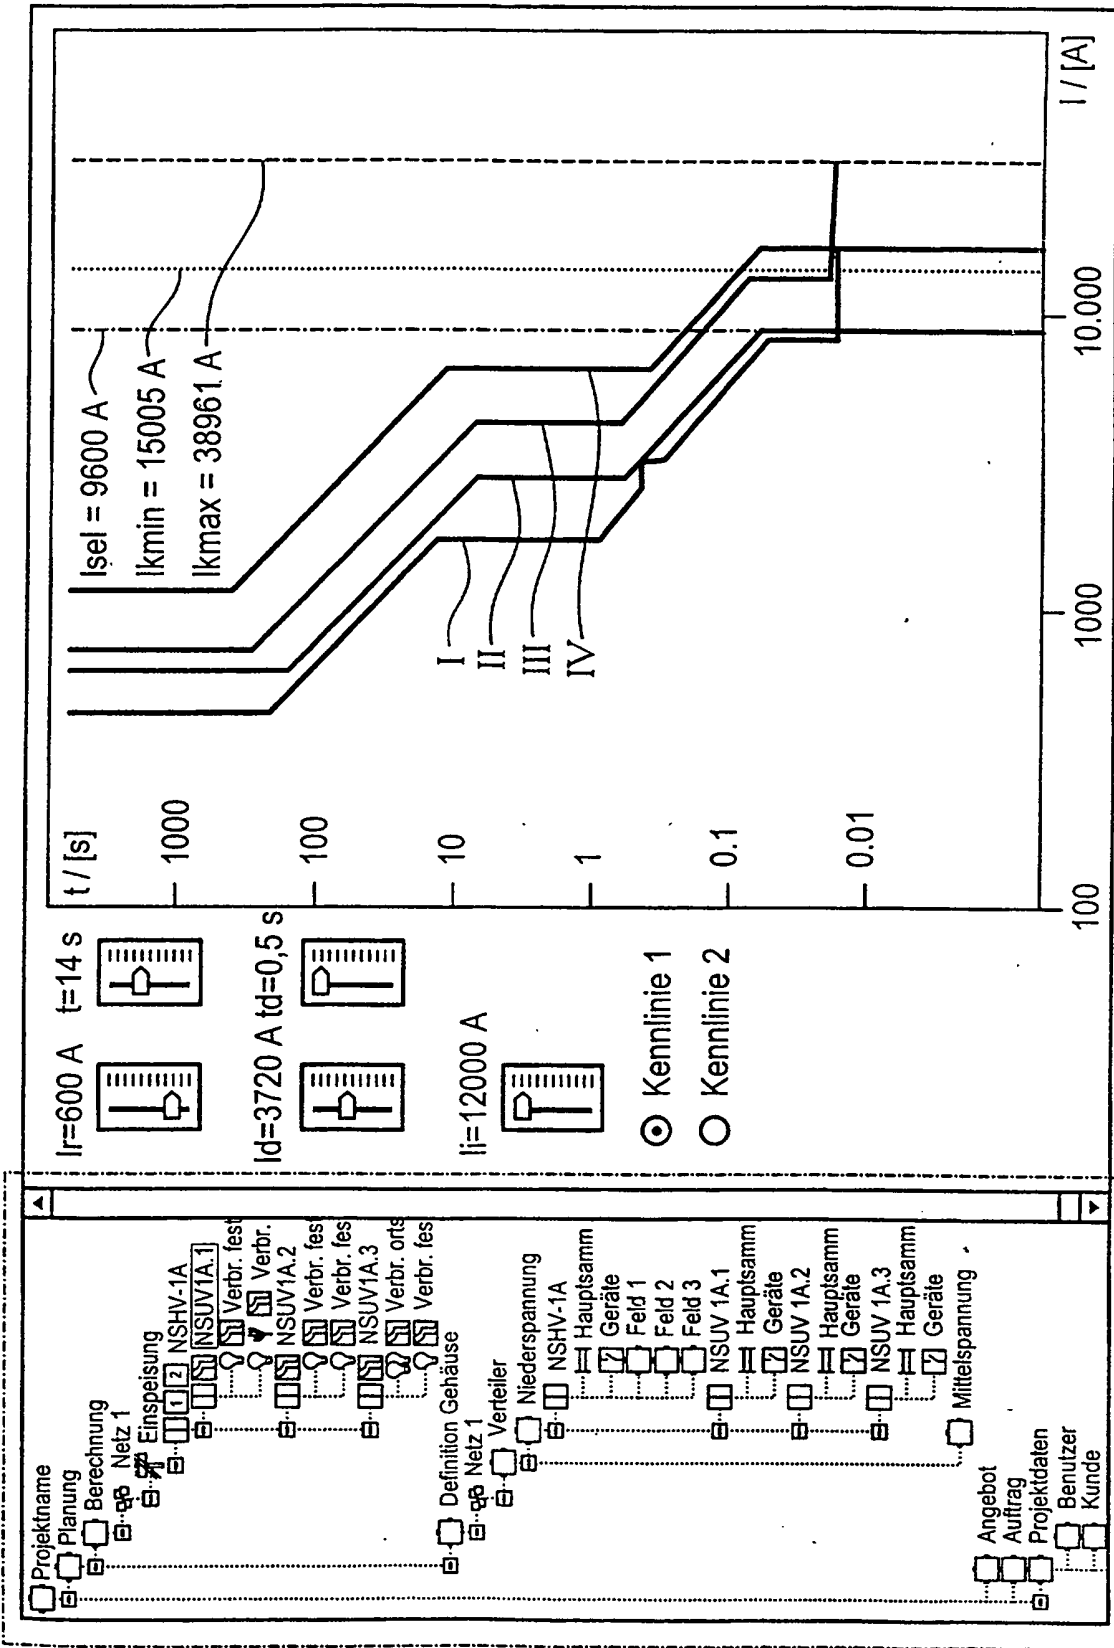 Projektname
Planung
Berechnung
Netz 1
Einspeisung
1 2 NSHV-1A
NSUV1A.1
Verbr. fest
Verbr.
NSUV1A.2
Verbr. fest
Verbr. fes
NSUV1A.3
Verbr. orts
Verbr. fes
Definition Gehäuse
Netz 1
Verteiler
Niederspannung
NSHV-1A
Hauptsamm
Geräte
Feld 1
Feld 2
Feld 3
NSUV 1A.1
Hauptsamm
Geräte
NSUV 1A.2
Hauptsamm
Geräte
NSUV 1A.3
Hauptsamm
Geräte
Mittelspannung
Angebot
Auftrag
Projektdaten
Benutzer
Kunde
Ir=600 A t=14 s
Id=3720 A td=0,5 s
Ii=12000 A
Kennlinie 1
Kennlinie 2
t / [s]
1000
100
10
1
0.1
0.01
Isel = 9600 A
Ikmin = 15005 A
Ikmax = 38961 A
I
II
III
IV
100
1000
10.000
I / [A]